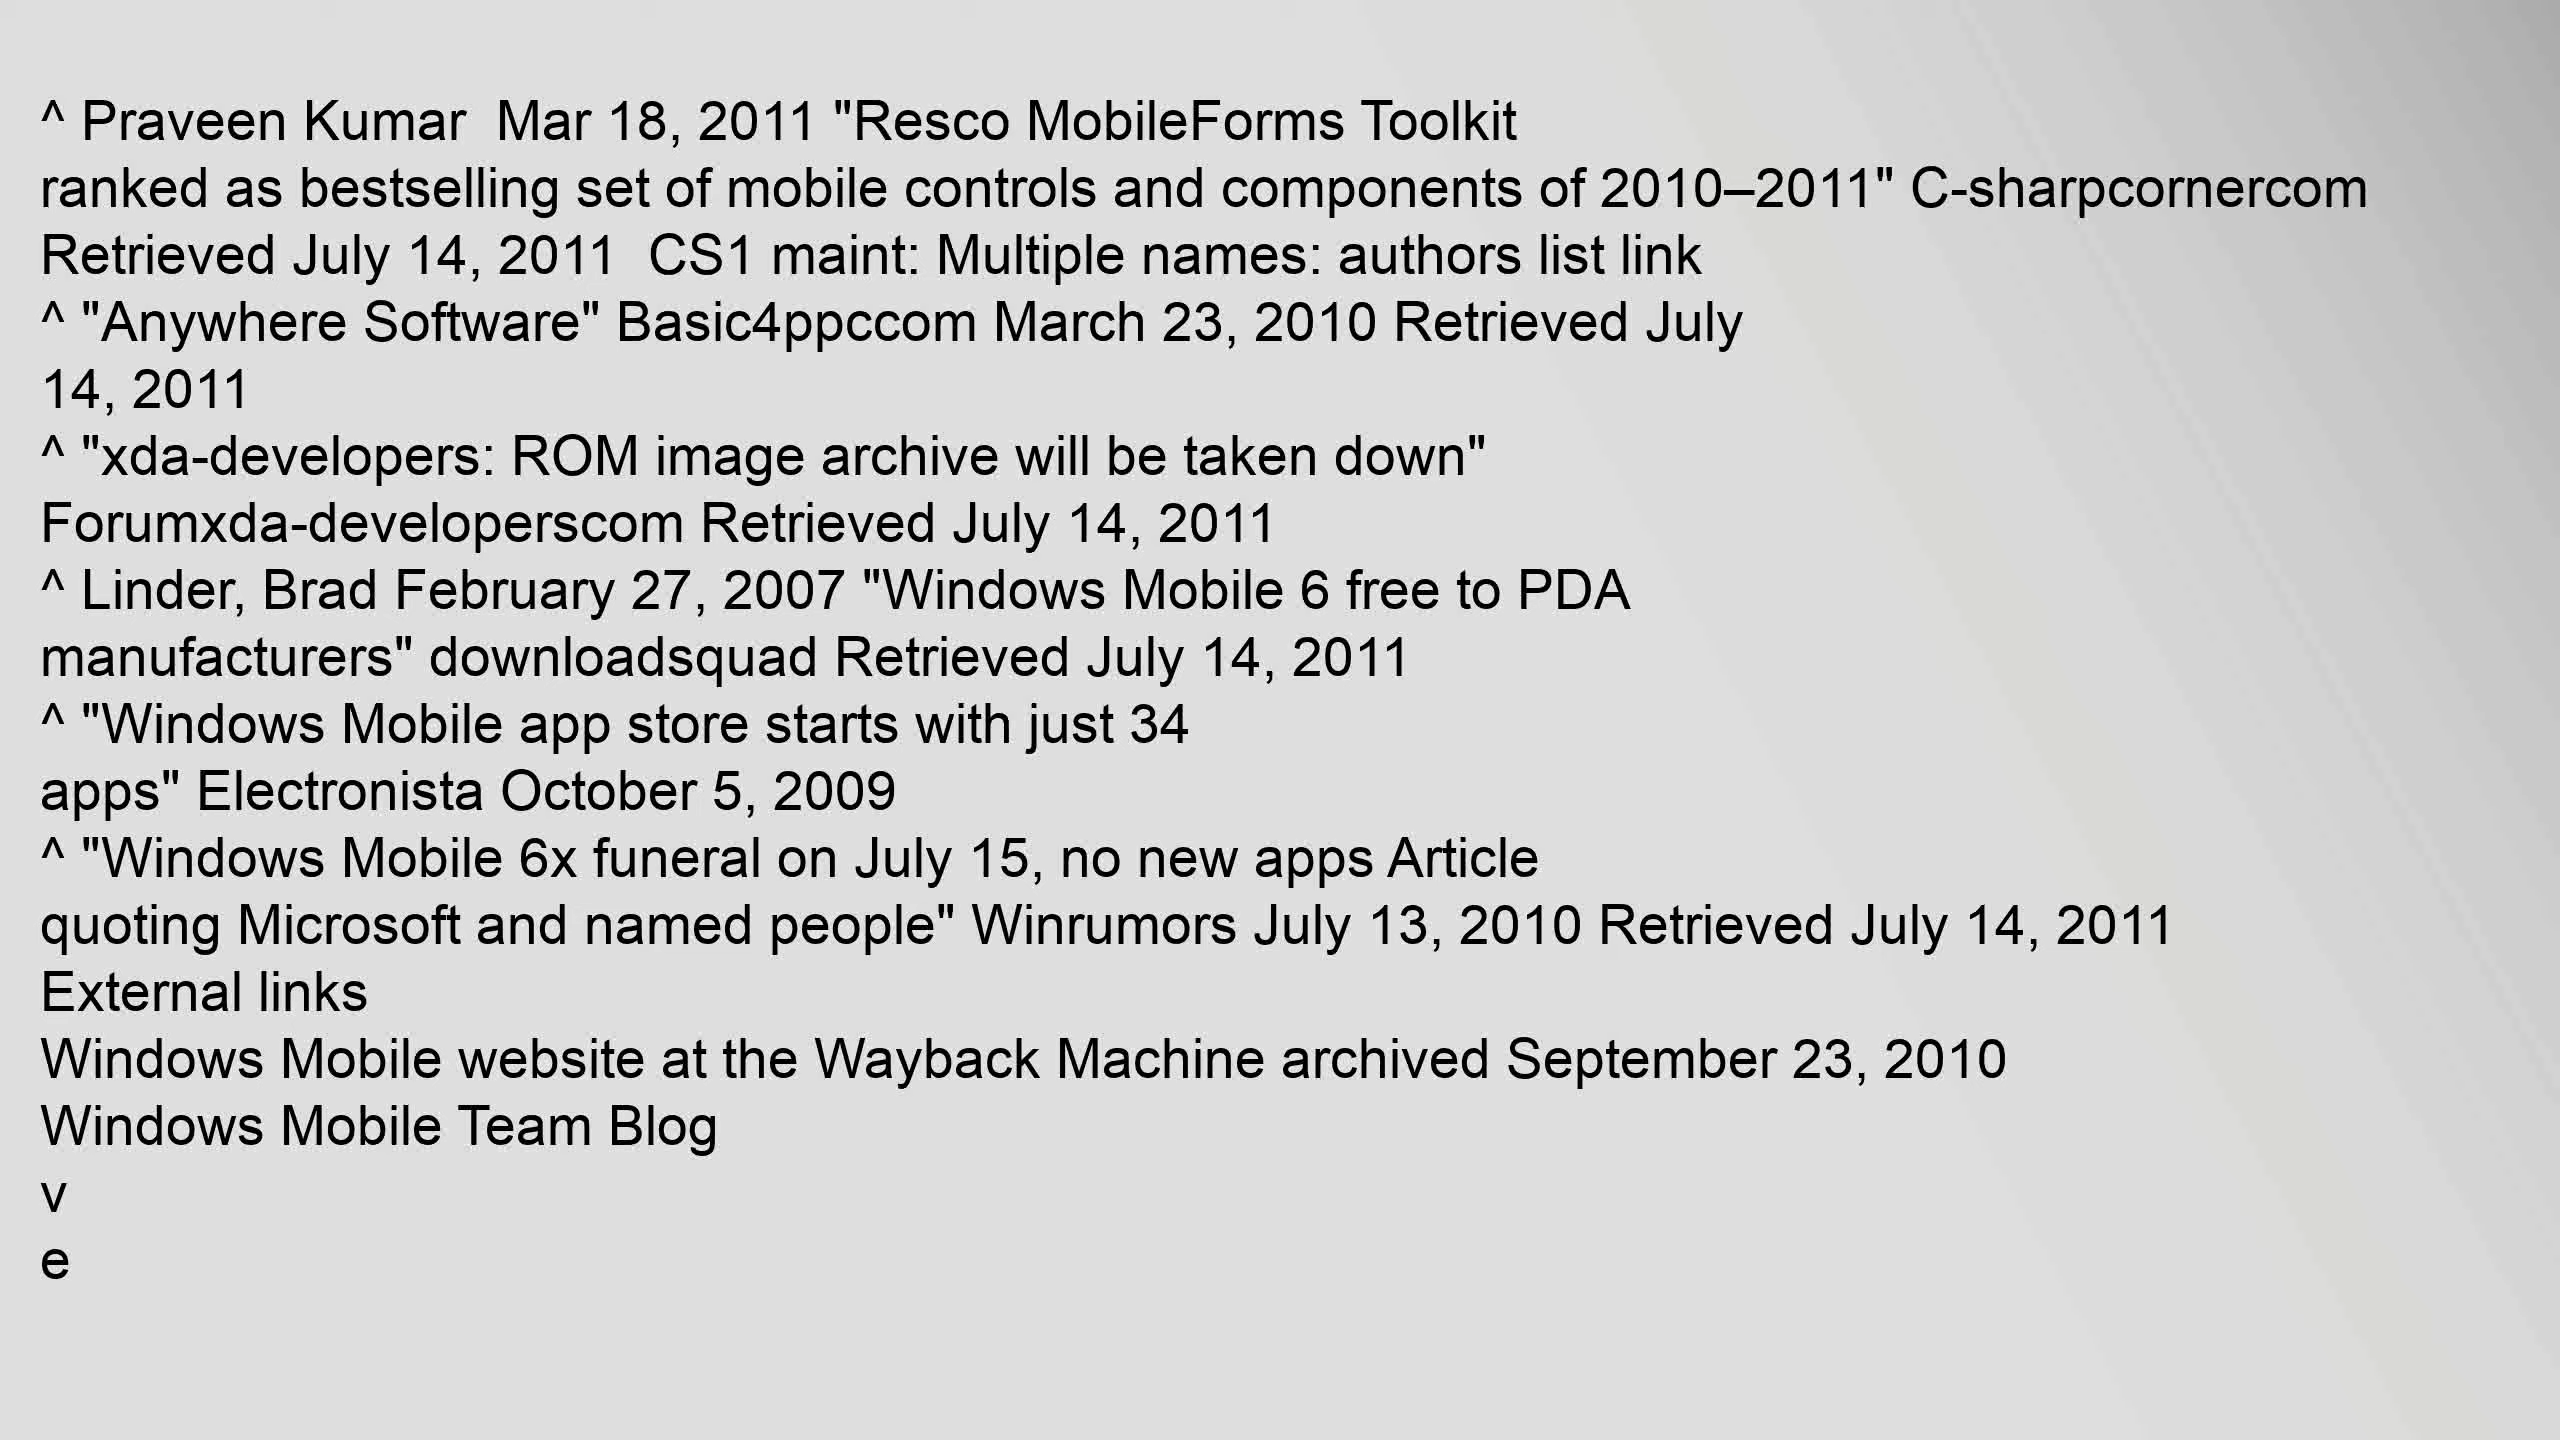 ^ Praveen Kumar  Mar 18, 2011 "Resco MobileForms Toolkit
ranked as bestselling set of mobile controls and components of 2010–2011" C-sharpcornercom
Retrieved July 14, 2011  CS1 maint: Multiple names: authors list link
^ "Anywhere Software" Basic4ppccom March 23, 2010 Retrieved July
14, 2011
^ "xda-developers: ROM image archive will be taken down"
Forumxda-developerscom Retrieved July 14, 2011
^ Linder, Brad February 27, 2007 "Windows Mobile 6 free to PDA
manufacturers" downloadsquad Retrieved July 14, 2011
^ "Windows Mobile app store starts with just 34
apps" Electronista October 5, 2009
^ "Windows Mobile 6x funeral on July 15, no new apps Article
quoting Microsoft and named people" Winrumors July 13, 2010 Retrieved July 14, 2011
External links
Windows Mobile website at the Wayback Machine archived September 23, 2010
Windows Mobile Team Blog
v
e